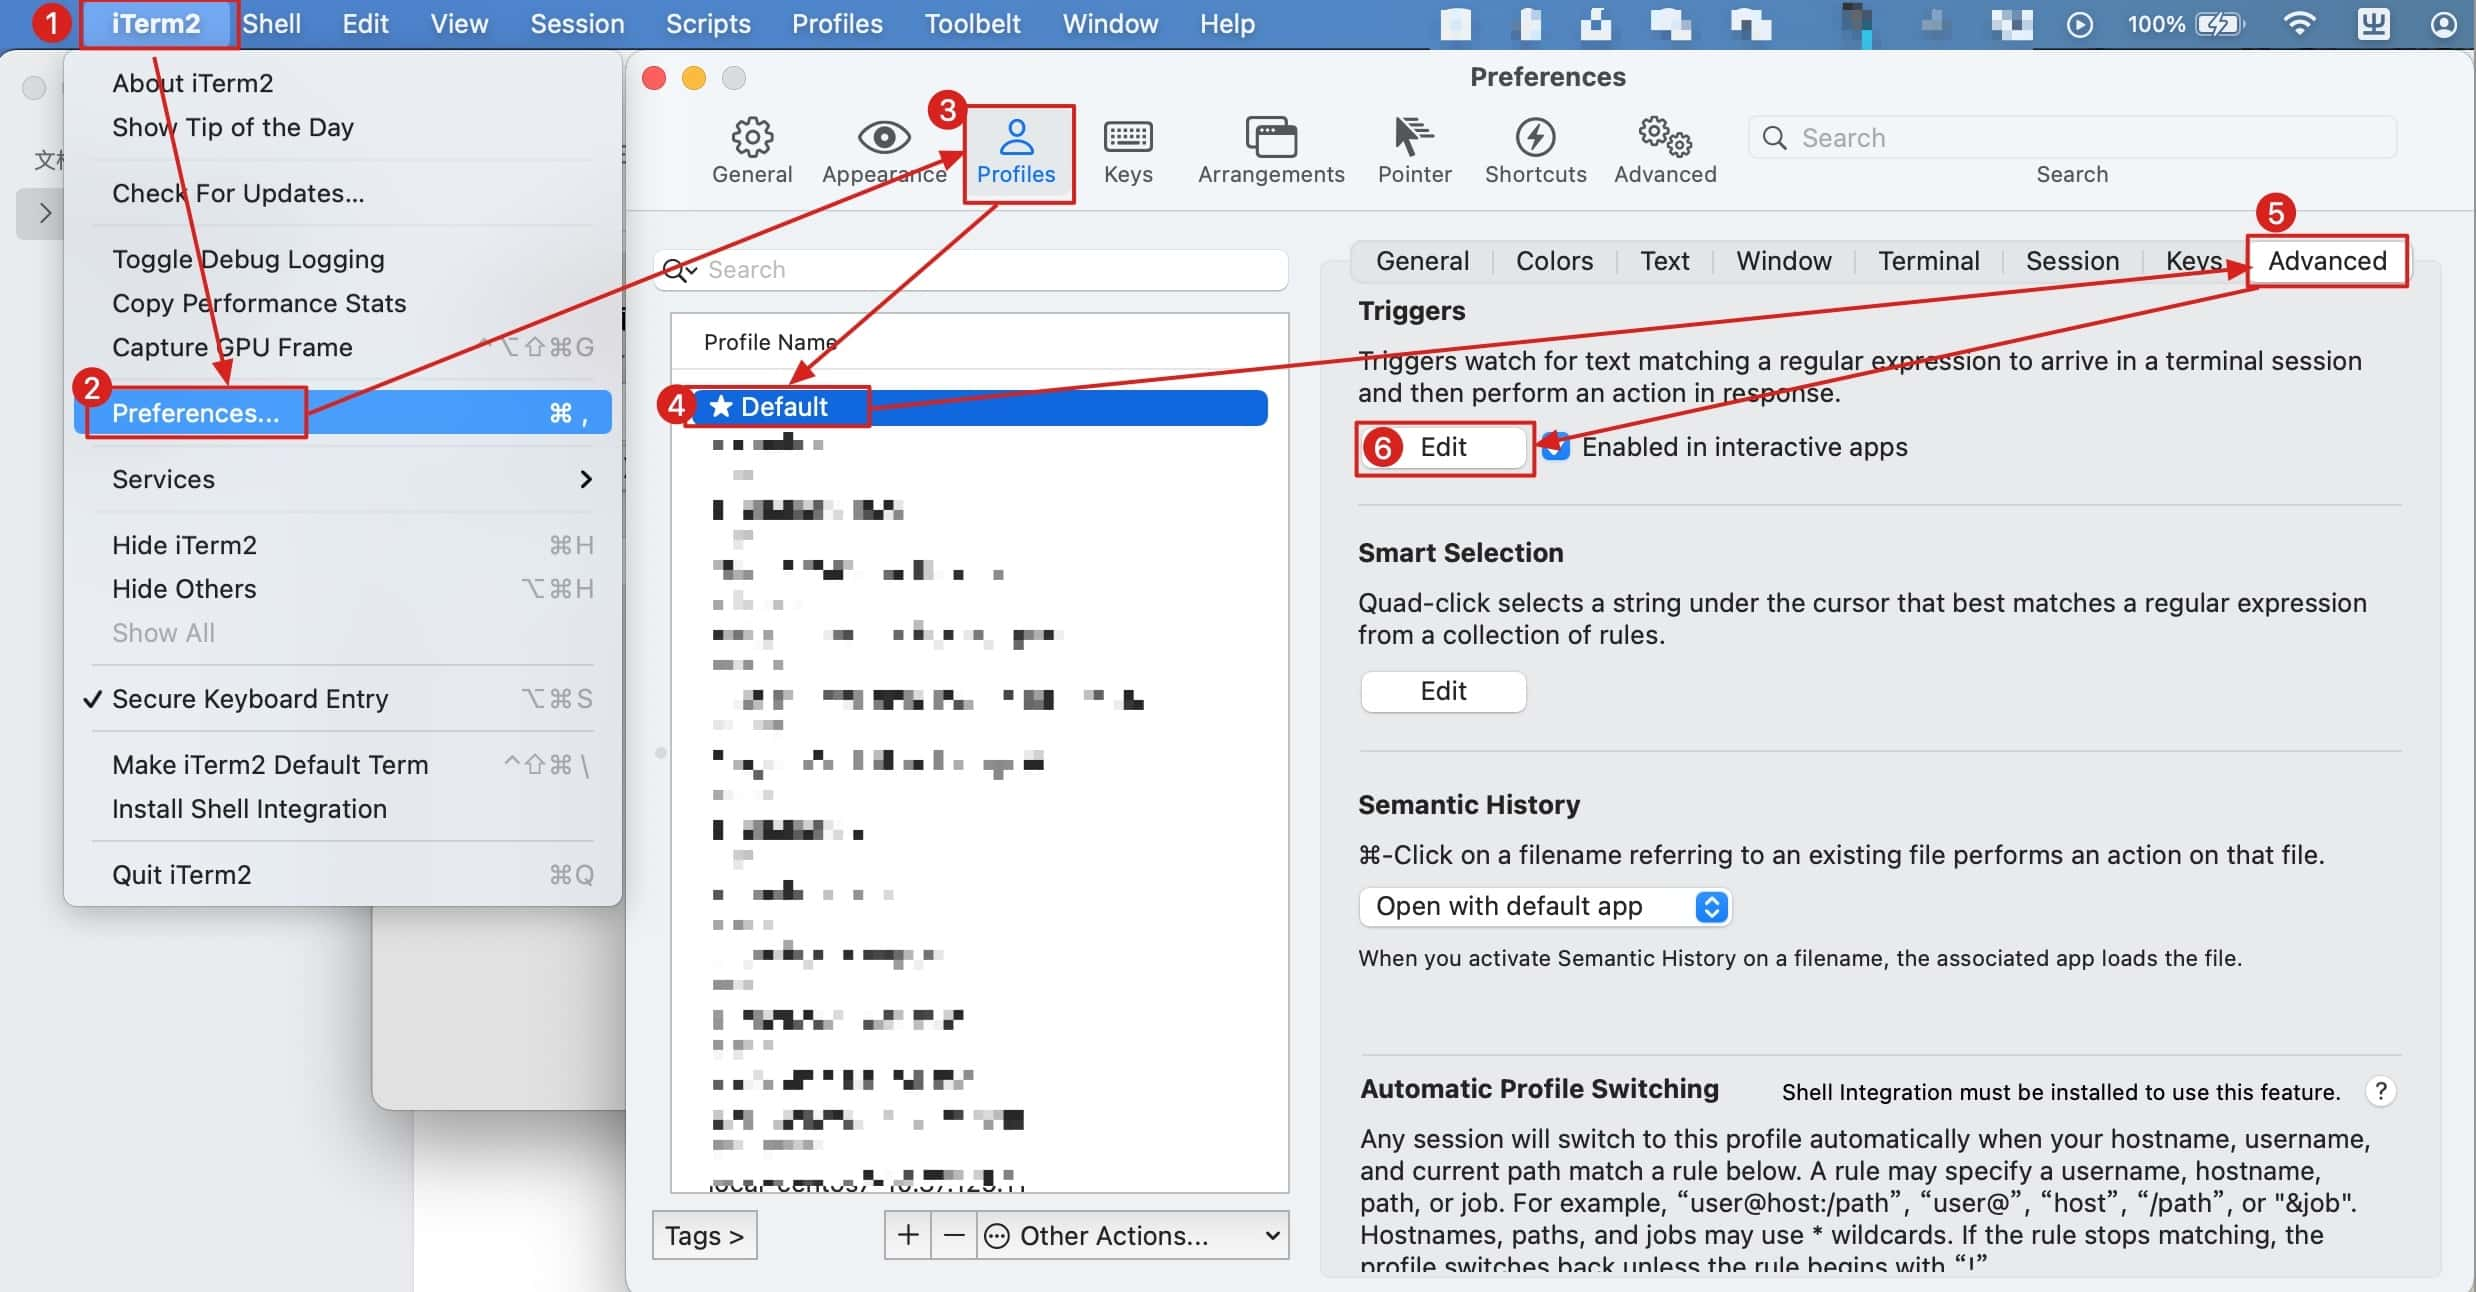 1 iTerm2 Shell Edit View Session Scripts Profiles Toolbelt Window Help 100%
About iTerm2
Show Tip of the Day
Check For Updates...
Toggle Debug Logging
Copy Performance Stats
Capture GPU Frame ^⌥⇧⌘G
2 Preferences... ⌘ ,
Services
Hide iTerm2 ⌘H
Hide Others ⌥⌘H
Show All
✓ Secure Keyboard Entry ⌥⌘S
Make iTerm2 Default Term ^⇧⌘\
Install Shell Integration
Quit iTerm2 ⌘Q
Preferences
3
General Appearance Profiles Keys Arrangements Pointer Shortcuts Advanced
Search
Search
Search
Profile Name
4 ★ Default
Tags >
+ − Other Actions...
5
General Colors Text Window Terminal Session Keys Advanced
Triggers
Triggers watch for text matching a regular expression to arrive in a terminal session
and then perform an action in response.
6 Edit Enabled in interactive apps
Smart Selection
Quad-click selects a string under the cursor that best matches a regular expression
from a collection of rules.
Edit
Semantic History
⌘-Click on a filename referring to an existing file performs an action on that file.
Open with default app
When you activate Semantic History on a filename, the associated app loads the file.
Automatic Profile Switching Shell Integration must be installed to use this feature. ?
Any session will switch to this profile automatically when your hostname, username,
and current path match a rule below. A rule may specify a username, hostname,
path, or job. For example, “user@host:/path”, “user@”, “host”, “/path”, or "&job".
Hostnames, paths, and jobs may use * wildcards. If the rule stops matching, the
profile switches back unless the rule begins with “!”